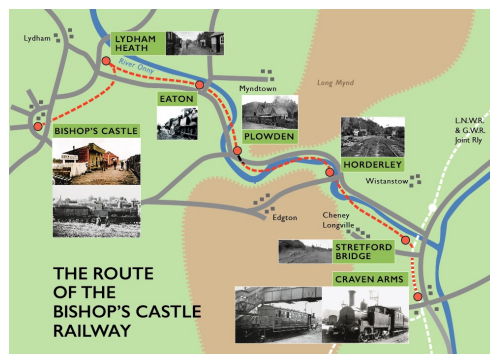 LYDHAM
HEATH
Lydham
River Onny
Long Mynd
Myndtown
EATON
L.N.W.R.
& G.W.R.
Joint Rly
BISHOP'S CASTLE
PLOWDEN
HORDERLEY
Wistanstow
Edgton
Cheney
Longville
STRETFORD
BRIDGE
CRAVEN ARMS
THE ROUTE
OF THE
BISHOP'S CASTLE
RAILWAY